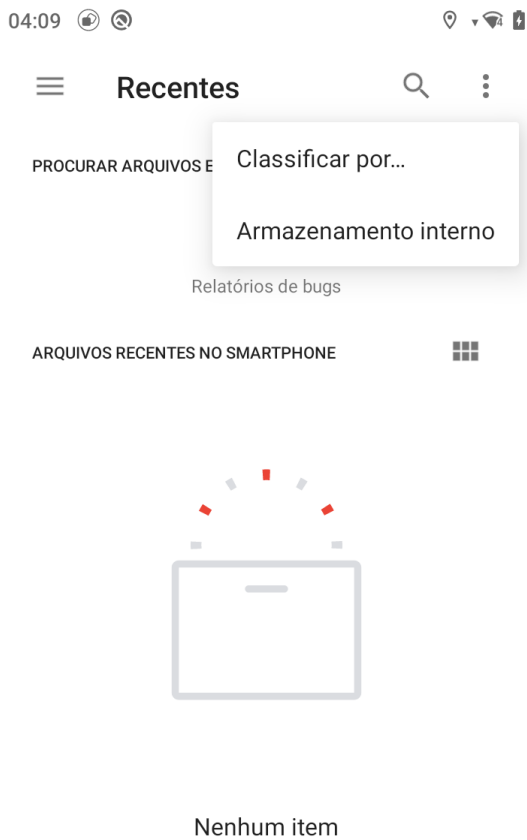 04:09
Recentes
Classificar por...
PROCURAR ARQUIVOS E
Armazenamento interno
Relatórios de bugs
ARQUIVOS RECENTES NO SMARTPHONE
Nenhum item